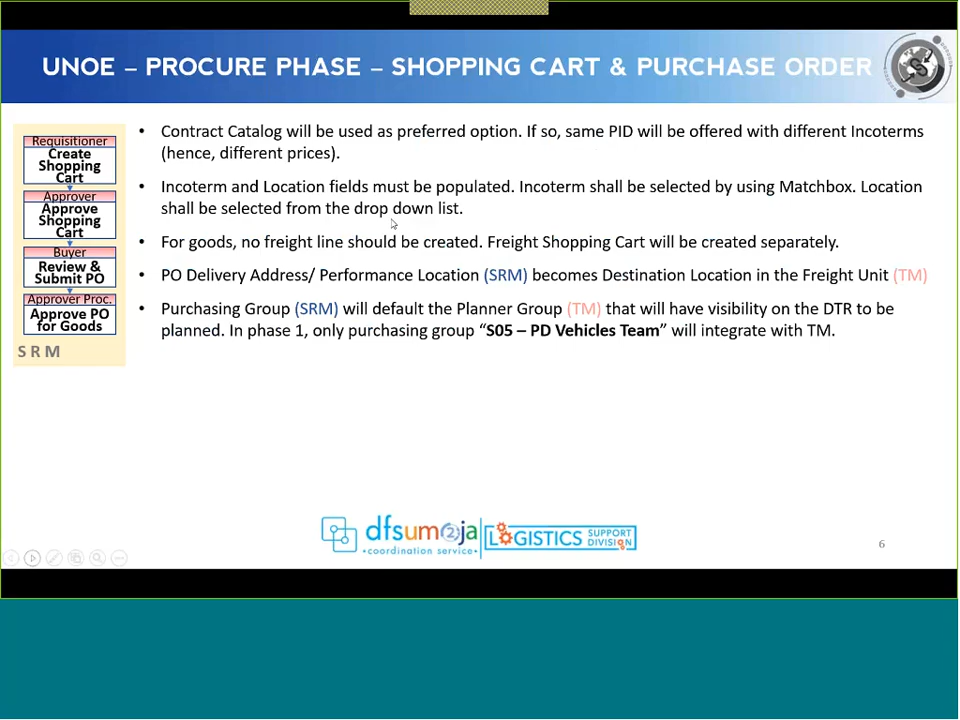 UNOE – PROCURE PHASE – SHOPPING CART & PURCHASE ORDER
Requisitioner
Create
Shopping
Cart
Approver
Approve
Shopping
Cart
Buyer
Review &
Submit PO
Approver Proc.
Approve PO
for Goods
SRM
• Contract Catalog will be used as preferred option. If so, same PID will be offered with different Incoterms
(hence, different prices).
• Incoterm and Location fields must be populated. Incoterm shall be selected by using Matchbox. Location
shall be selected from the drop down list.
• For goods, no freight line should be created. Freight Shopping Cart will be created separately.
• PO Delivery Address/ Performance Location (SRM) becomes Destination Location in the Freight Unit (TM)
• Purchasing Group (SRM) will default the Planner Group (TM) that will have visibility on the DTR to be
planned. In phase 1, only purchasing group “S05 – PD Vehicles Team” will integrate with TM.
dfsum2ja
•coordination service•
LOGISTICS
SUPPORT
DIVISION
6